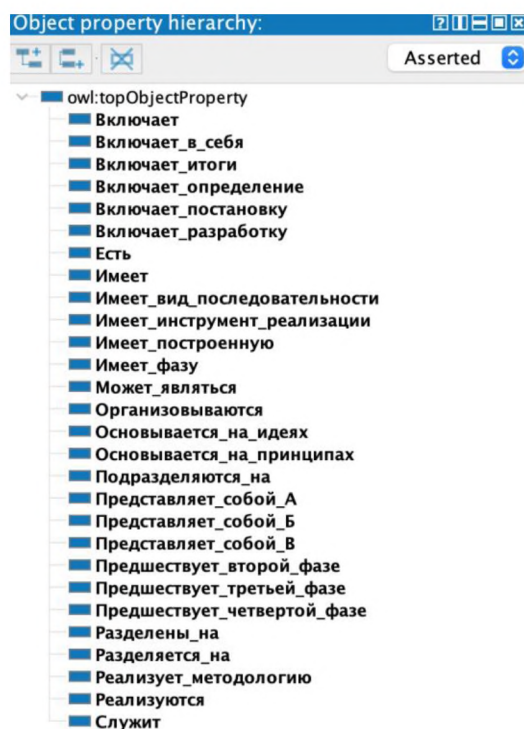 Object property hierarchy:
Asserted
owl:topObjectProperty
Включает
Включает_в_себя
Включает_итоги
Включает_определение
Включает_постановку
Включает_разработку
Есть
Имеет
Имеет_вид_последовательности
Имеет_инструмент_реализации
Имеет_построенную
Имеет_фазу
Может_являться
Организовываются
Основывается_на_идеях
Основывается_на_принципах
Подразделяются_на
Представляет_собой_А
Представляет_собой_Б
Представляет_собой_В
Предшествует_второй_фазе
Предшествует_третьей_фазе
Предшествует_четвертой_фазе
Разделены_на
Разделяется_на
Реализует_методологию
Реализуются
Служит